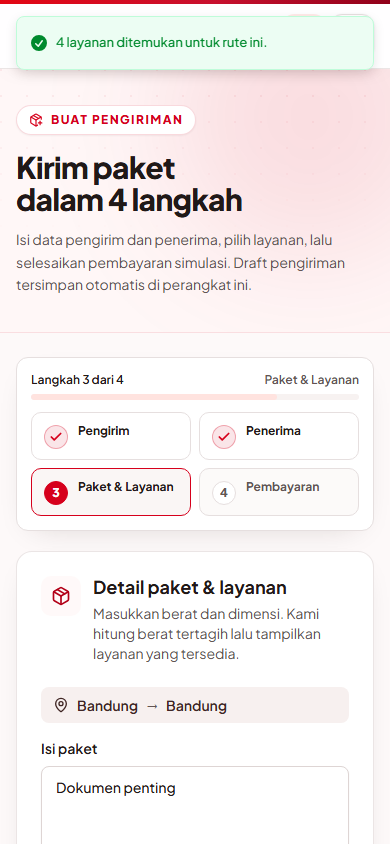 4 layanan ditemukan untuk rute ini.
BUAT PENGIRIMAN
Kirim paket
dalam 4 langkah
Isi data pengirim dan penerima, pilih layanan, lalu
selesaikan pembayaran simulasi. Draft pengiriman
tersimpan otomatis di perangkat ini.
Langkah 3 dari 4
Paket & Layanan
Pengirim
Penerima
3 Paket & Layanan
4 Pembayaran
Detail paket & layanan
Masukkan berat dan dimensi. Kami
hitung berat tertagih lalu tampilkan
layanan yang tersedia.
Bandung → Bandung
Isi paket
Dokumen penting